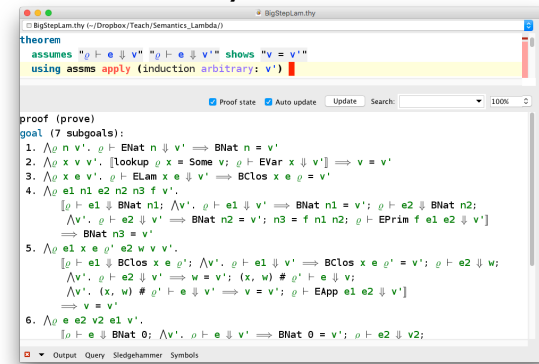 BigStepLam.thy
BigStepLam.thy (~/Dropbox/Teach/Semantics_Lambda/)
theorem
assumes "ϱ ⊢ e ⇓ v" "ϱ ⊢ e ⇓ v'" shows "v = v'"
using assms apply (induction arbitrary: v')
Proof state Auto update Update Search: 100%
proof (prove)
goal (7 subgoals):
1. ⋀ϱ n v'. ϱ ⊢ ENat n ⇓ v' ⟹ BNat n = v'
2. ⋀ϱ x v v'. ⟦lookup ϱ x = Some v; ϱ ⊢ EVar x ⇓ v'⟧ ⟹ v = v'
3. ⋀ϱ x e v'. ϱ ⊢ ELam x e ⇓ v' ⟹ BClos x e ϱ = v'
4. ⋀ϱ e1 n1 e2 n2 n3 f v'.
⟦ϱ ⊢ e1 ⇓ BNat n1; ⋀v'. ϱ ⊢ e1 ⇓ v' ⟹ BNat n1 = v'; ϱ ⊢ e2 ⇓ BNat n2;
⋀v'. ϱ ⊢ e2 ⇓ v' ⟹ BNat n2 = v'; n3 = f n1 n2; ϱ ⊢ EPrim f e1 e2 ⇓ v'⟧
⟹ BNat n3 = v'
5. ⋀ϱ e1 x e ϱ' e2 w v v'.
⟦ϱ ⊢ e1 ⇓ BClos x e ϱ'; ⋀v'. ϱ ⊢ e1 ⇓ v' ⟹ BClos x e ϱ' = v'; ϱ ⊢ e2 ⇓ w;
⋀v'. ϱ ⊢ e2 ⇓ v' ⟹ w = v'; (x, w) # ϱ' ⊢ e ⇓ v;
⋀v'. (x, w) # ϱ' ⊢ e ⇓ v' ⟹ v = v'; ϱ ⊢ EApp e1 e2 ⇓ v'⟧
⟹ v = v'
6. ⋀ϱ e e2 v2 e1 v'.
⟦ϱ ⊢ e ⇓ BNat 0; ⋀v'. ϱ ⊢ e ⇓ v' ⟹ BNat 0 = v'; ϱ ⊢ e2 ⇓ v2;
Output Query Sledgehammer Symbols